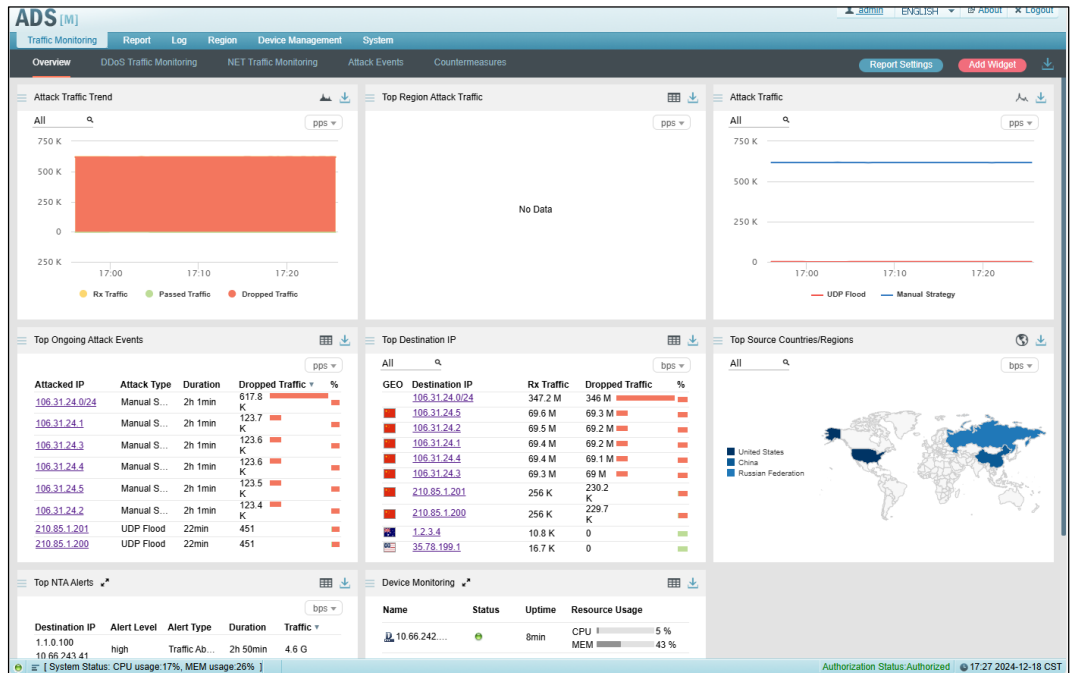 ADS [M]
admin ENGLISH About Logout
Traffic Monitoring Report Log Region Device Management System
Overview DDoS Traffic Monitoring NET Traffic Monitoring Attack Events Countermeasures Report Settings Add Widget
Attack Traffic Trend
All pps
750 K
500 K
250 K
0
250 K
17:00 17:10 17:20
Rx Traffic Passed Traffic Dropped Traffic
Top Region Attack Traffic
pps
No Data
Attack Traffic
All pps
750 K
500 K
250 K
0
17:00 17:10 17:20
UDP Flood Manual Strategy
Top Ongoing Attack Events
pps
Attacked IP Attack Type Duration Dropped Traffic %
106.31.24.0/24 Manual S... 2h 1min 617.8 K
106.31.24.1 Manual S... 2h 1min 123.7 K
106.31.24.3 Manual S... 2h 1min 123.6 K
106.31.24.4 Manual S... 2h 1min 123.6 K
106.31.24.5 Manual S... 2h 1min 123.5 K
106.31.24.2 Manual S... 2h 1min 123.4 K
210.85.1.201 UDP Flood 22min 451
210.85.1.200 UDP Flood 22min 451
Top Destination IP
All bps
GEO Destination IP Rx Traffic Dropped Traffic %
106.31.24.0/24 347.2 M 346 M
106.31.24.5 69.6 M 69.3 M
106.31.24.2 69.5 M 69.2 M
106.31.24.1 69.4 M 69.2 M
106.31.24.4 69.4 M 69.1 M
106.31.24.3 69.3 M 69 M
210.85.1.201 256 K 230.2 K
210.85.1.200 256 K 229.7 K
1.2.3.4 10.8 K 0
35.78.199.1 16.7 K 0
Top Source Countries/Regions
All bps
United States
China
Russian Federation
Top NTA Alerts
bps
Destination IP Alert Level Alert Type Duration Traffic
1.1.0.100
10.66.243.41 high Traffic Ab... 2h 50min 4.6 G
Device Monitoring
Name Status Uptime Resource Usage
10.66.242.... 8min CPU 5 %
MEM 43 %
[ System Status: CPU usage:17%, MEM usage:26% ] Authorization Status:Authorized 17:27 2024-12-18 CST